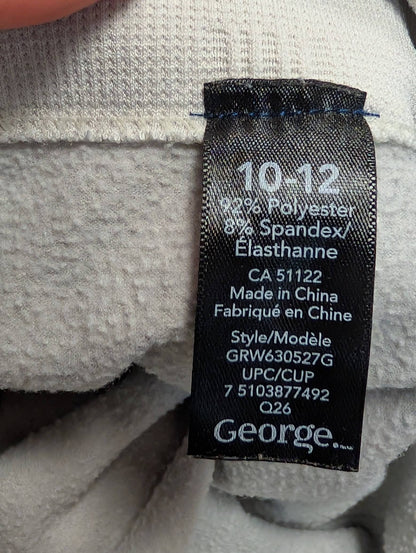 10-12
92% Polyester
8% Spandex/
Élasthanne
CA 51122
Made in China
Fabriqué en Chine
Style/Modèle
GRW630527G
UPC/CUP
7 5103877492
Q26
George.